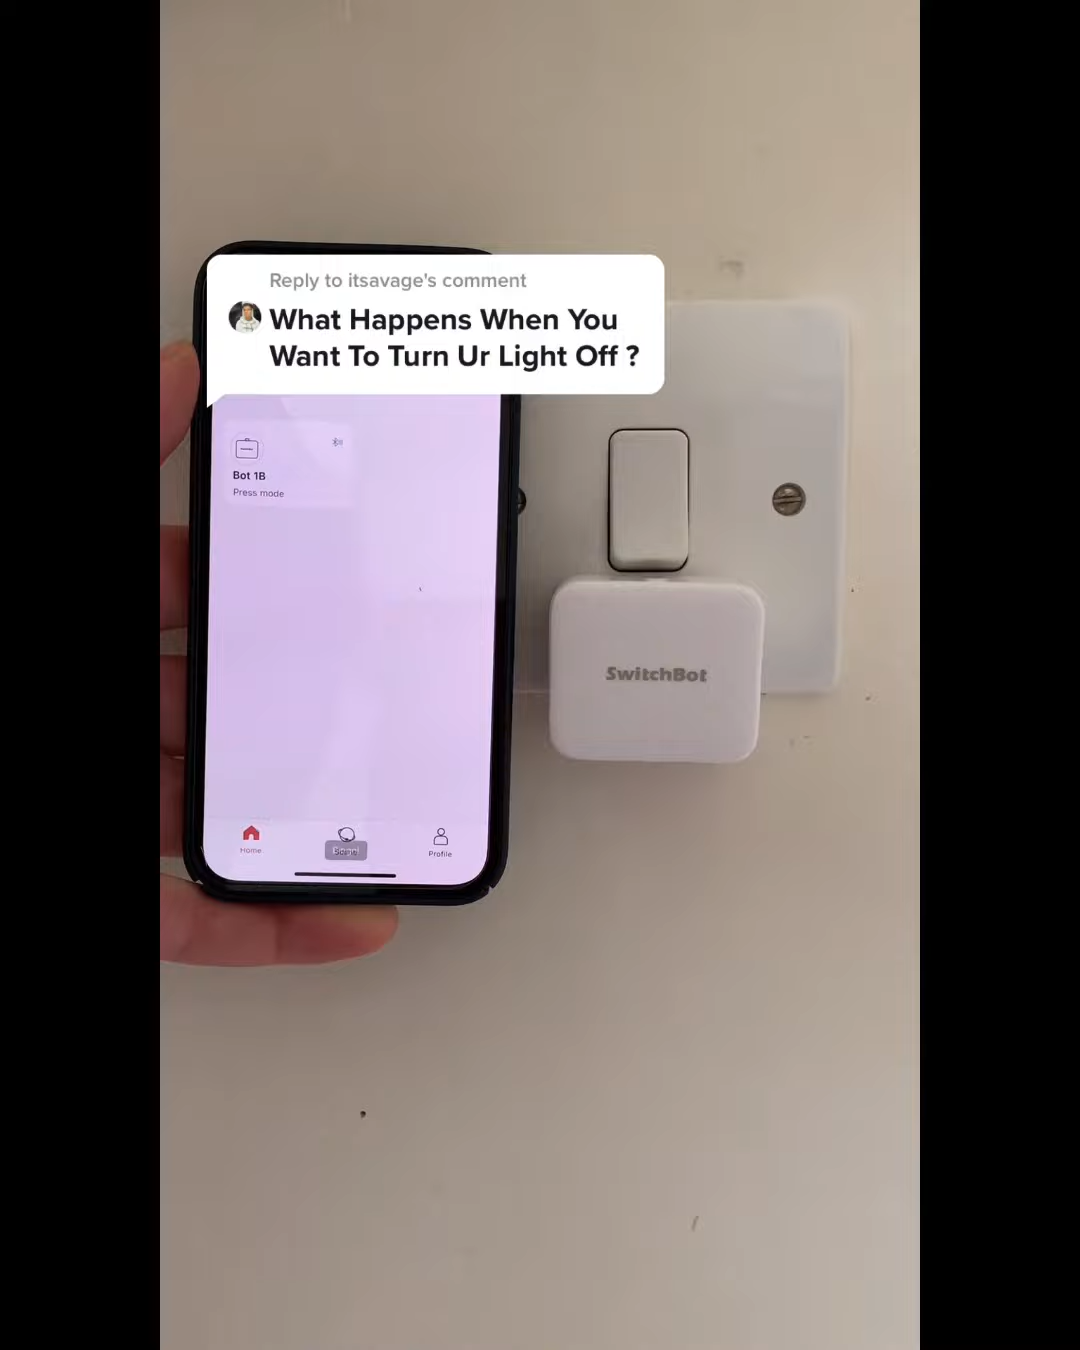 Reply to itsavage's comment
What Happens When You
Want To Turn Ur Light Off ?
Bot 1B
Press mode
SwitchBot
Home
Profile